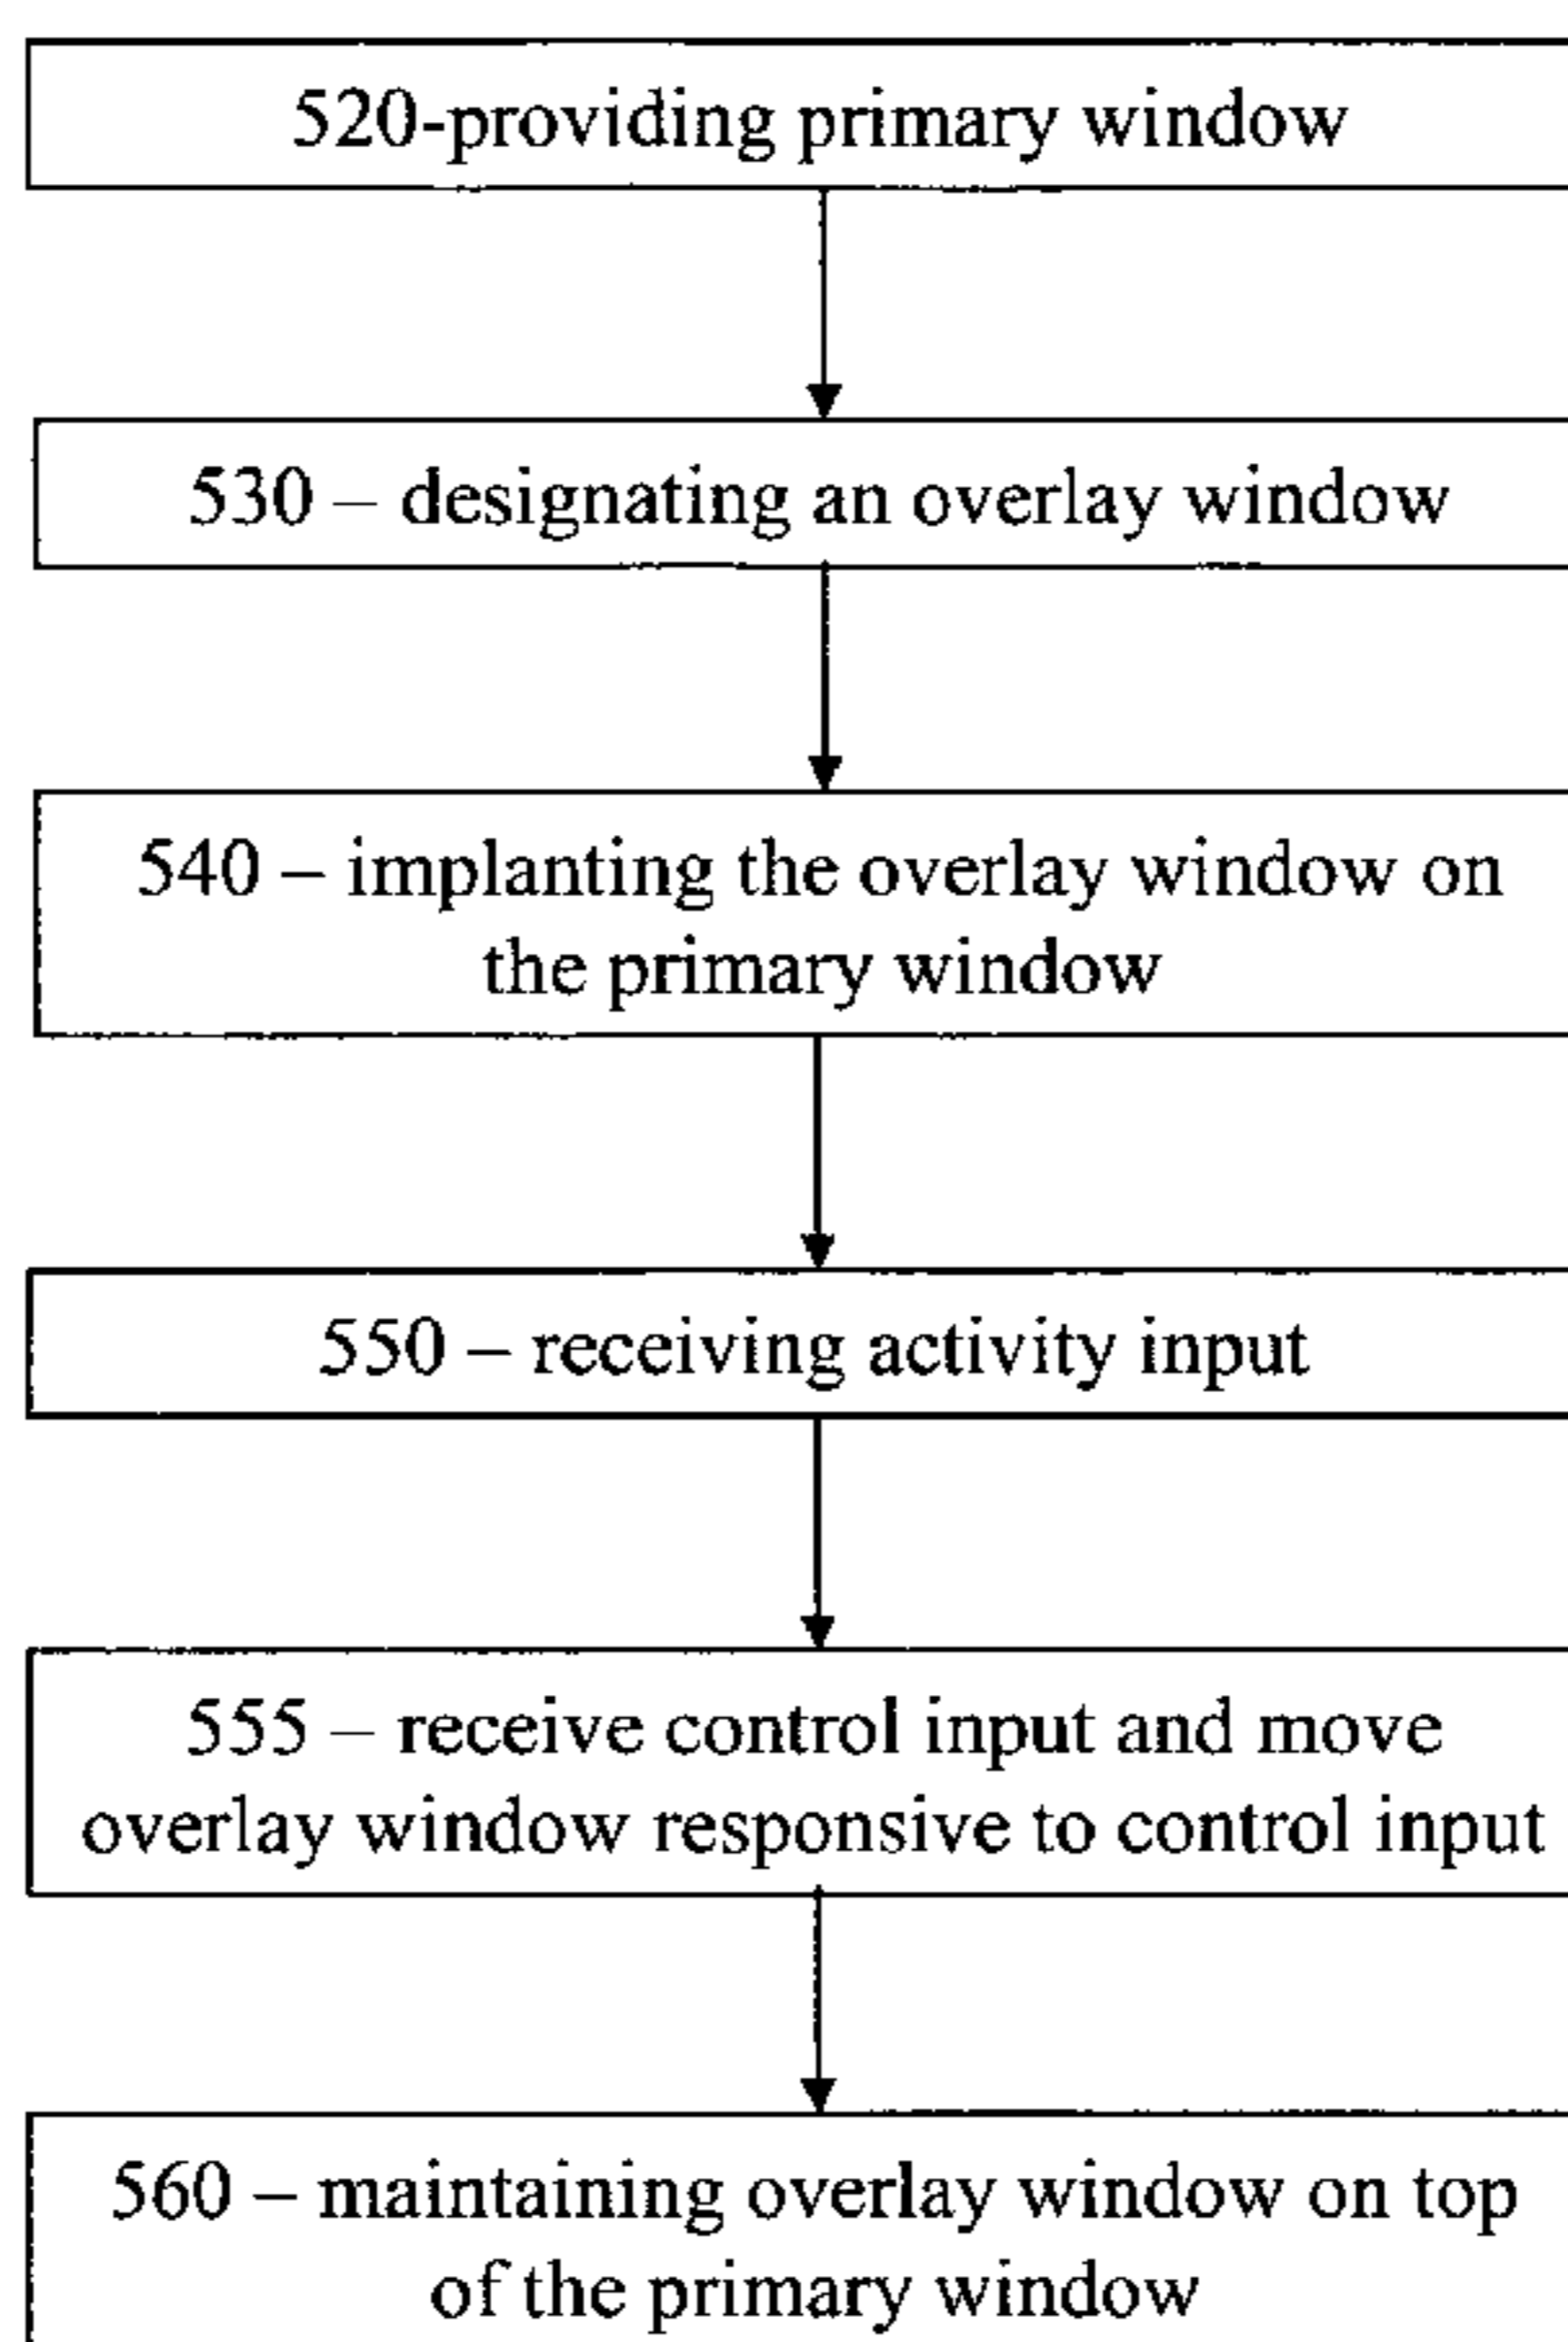 520-providing primary window
530 – designating an overlay window
540 – implanting the overlay window on
the primary window
550 – receiving activity input
555 – receive control input and move
overlay window responsive to control input
560 – maintaining overlay window on top
of the primary window